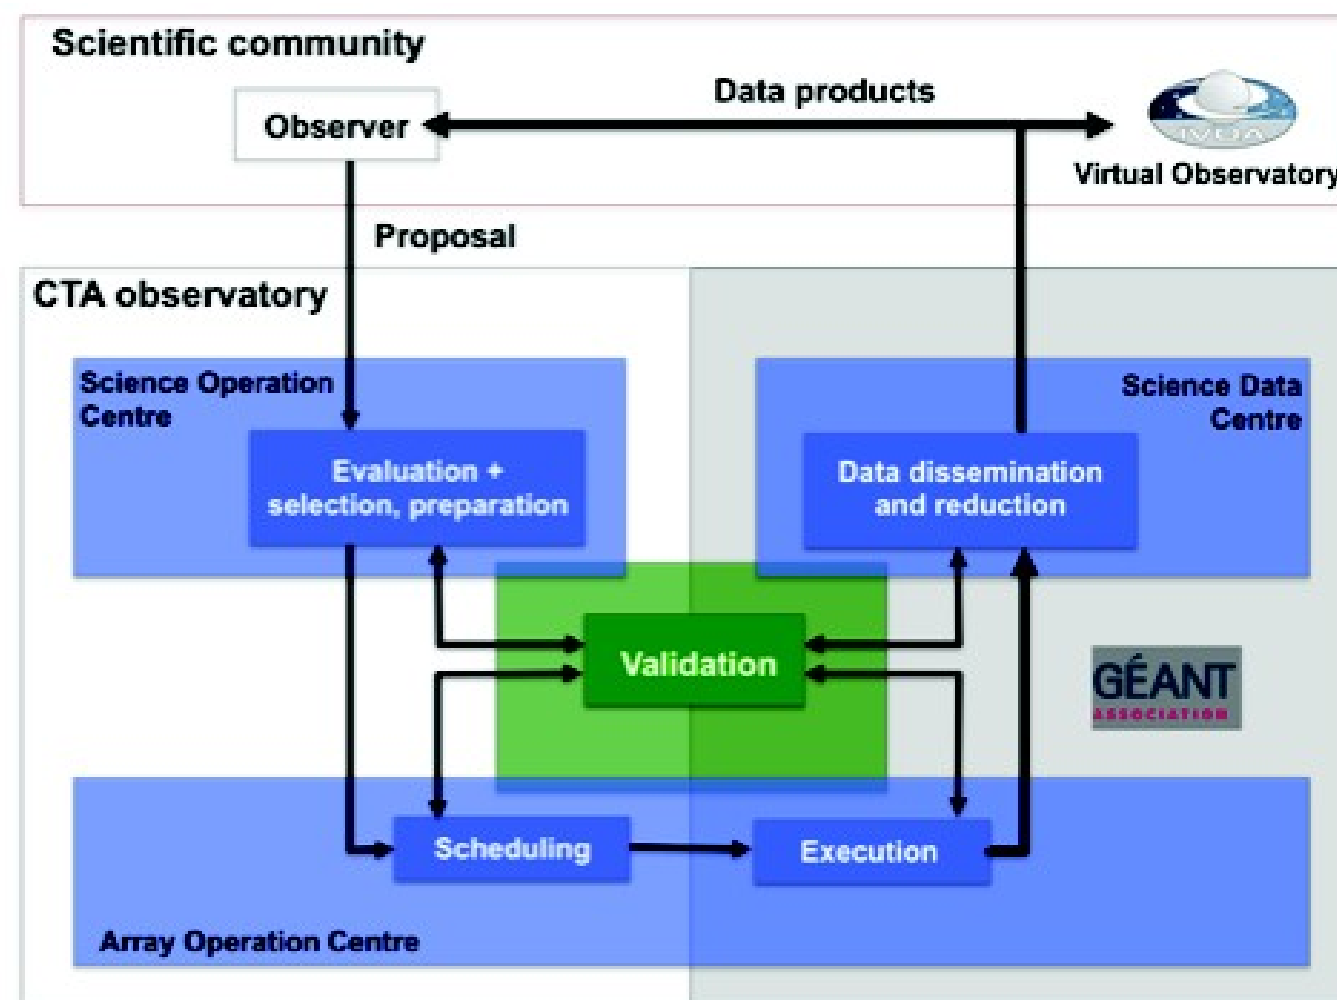 Scientific community
Data products
Observer
IVOA
Virtual Observatory
Proposal
CTA observatory
Science Operation
Centre
Science Data
Centre
Evaluation +
selection, preparation
Data dissemination
and reduction
Validation
GÉANT
ASSOCIATION
Scheduling
Execution
Array Operation Centre